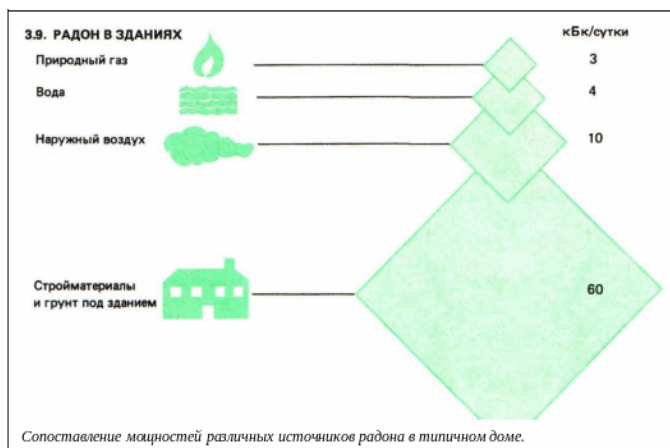 3.9. РАДОН В ЗДАНИЯХ
кБк/сутки
Природный газ
3
Вода
4
Наружный воздух
10
Стройматериалы
и грунт под зданием
60
Сопоставление мощностей различных источников радона в типичном доме.